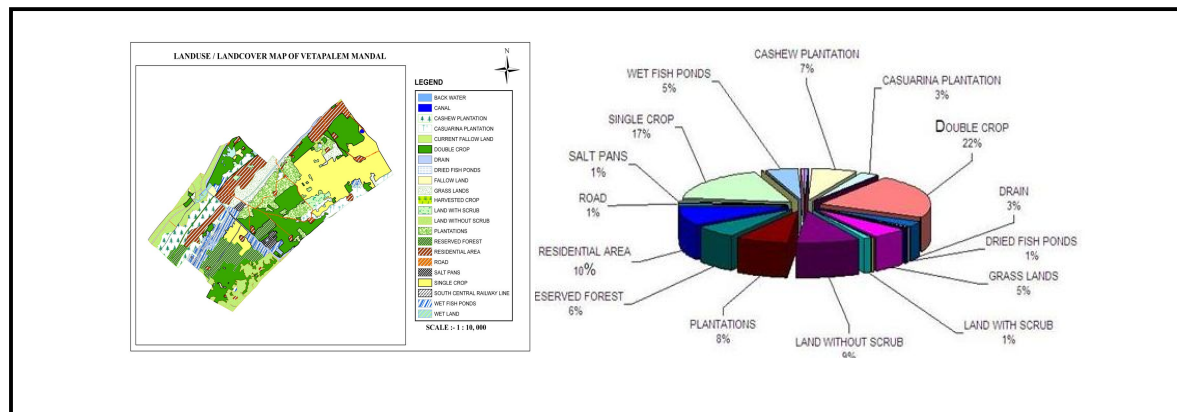 LANDUSE / LANDCOVER MAP OF VETAPALEM MANDAL
N
LEGEND
BACK WATER
CANAL
CASHEW PLANTATION
CASUARINA PLANTATION
CURRENT FALLOW LAND
DOUBLE CROP
DRAIN
DRIED FISH PONDS
FALLOW LAND
GRASS LANDS
HARVESTED CROP
LAND WITH SCRUB
LAND WITHOUT SCRUB
PLANTATIONS
RESERVED FOREST
RESIDENTIAL AREA
ROAD
SALT PANS
SINGLE CROP
SOUTH CENTRAL RAILWAY LINE
WET FISH PONDS
WET LAND
SCALE :- 1 : 10, 000
CASHEW PLANTATION
7%
WET FISH PONDS
5%
CASUARINA PLANTATION
3%
SINGLE CROP
17%
DOUBLE CROP
22%
SALT PANS
1%
DRAIN
3%
ROAD
1%
DRIED FISH PONDS
1%
RESIDENTIAL AREA
10%
GRASS LANDS
5%
ESERVED FOREST
6%
LAND WITH SCRUB
1%
PLANTATIONS
8%
LAND WITHOUT SCRUB
9%